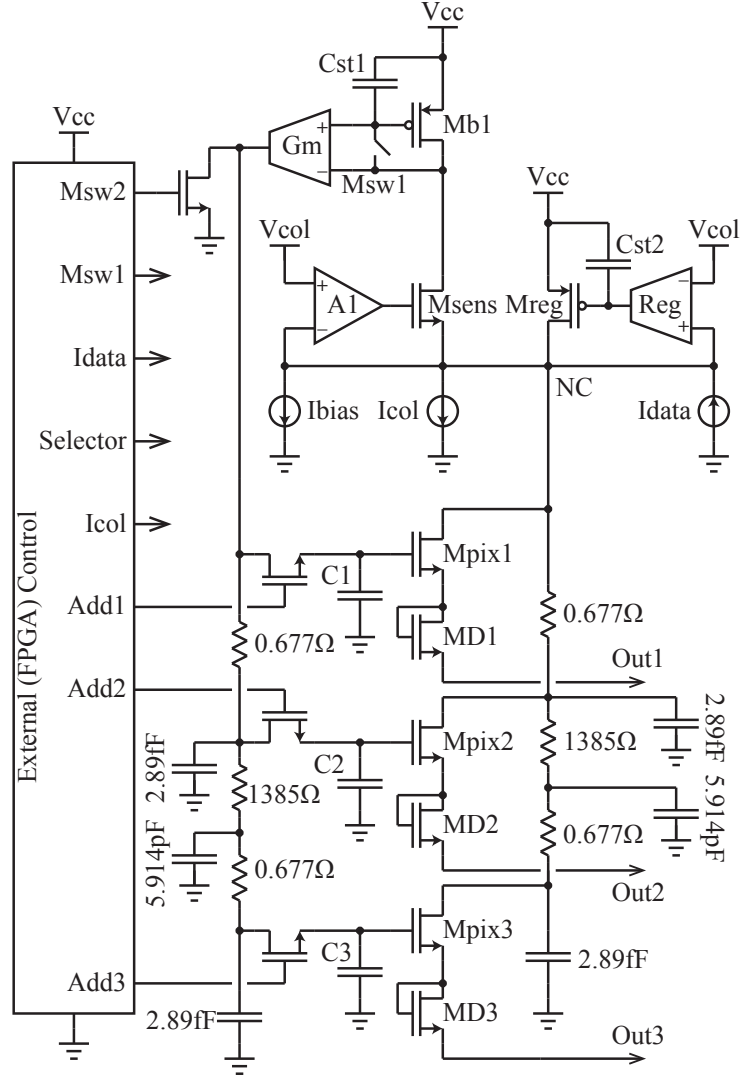 Vcc
Cst1
Mb1
Vcc
Gm
+
−
Msw1
Msw2
Vcc
Vcol
Cst2
Vcol
Msw1
+
A1
−
Msens
Mreg
Reg
−
+
Idata
NC
Ibias
Icol
Idata
Selector
Icol
External (FPGA) Control
Mpix1
C1
Add1
0.677Ω
MD1
0.677Ω
Out1
Add2
2.89fF
Mpix2
1385Ω
2.89fF
C2
1385Ω
5.914pF
MD2
5.914pF
0.677Ω
0.677Ω
Out2
Mpix3
C3
2.89fF
Add3
MD3
2.89fF
Out3